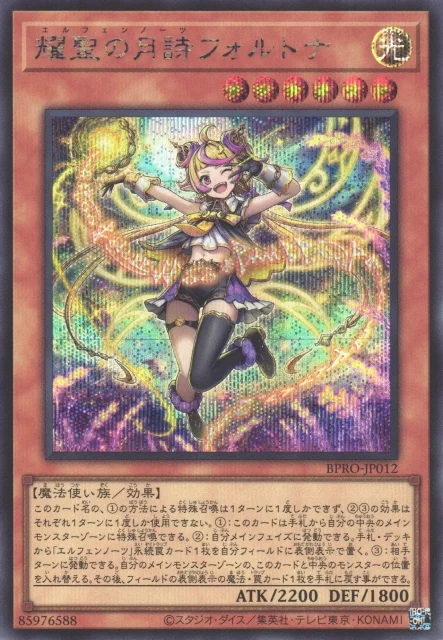 エルフェンノーツ
耀聖の月詩フォルトナ
光
BPRO-JP012
【魔法使い族／効果】
このカード名の、①の方法による特殊召喚は１ターンに１度しかできず、②③の効果は
それぞれ１ターンに１度しか使用できない。①：このカードは手札から自分の中央のメイン
モンスターゾーンに特殊召喚できる。②：自分メインフェイズに発動できる。手札・デッキ
から「エルフェンノーツ」永続罠カード１枚を自分フィールドに表側表示で置く。③：相手
ターンに発動できる。自分のメインモンスターゾーンの、このカードと中央のモンスターの位置
を入れ替える。その後、フィールドの表側表示の魔法・罠カード１枚を手札に戻す事ができる。
ATK/2200 DEF/1800
85976588
©スタジオ・ダイス／集英社・テレビ東京・KONAMI